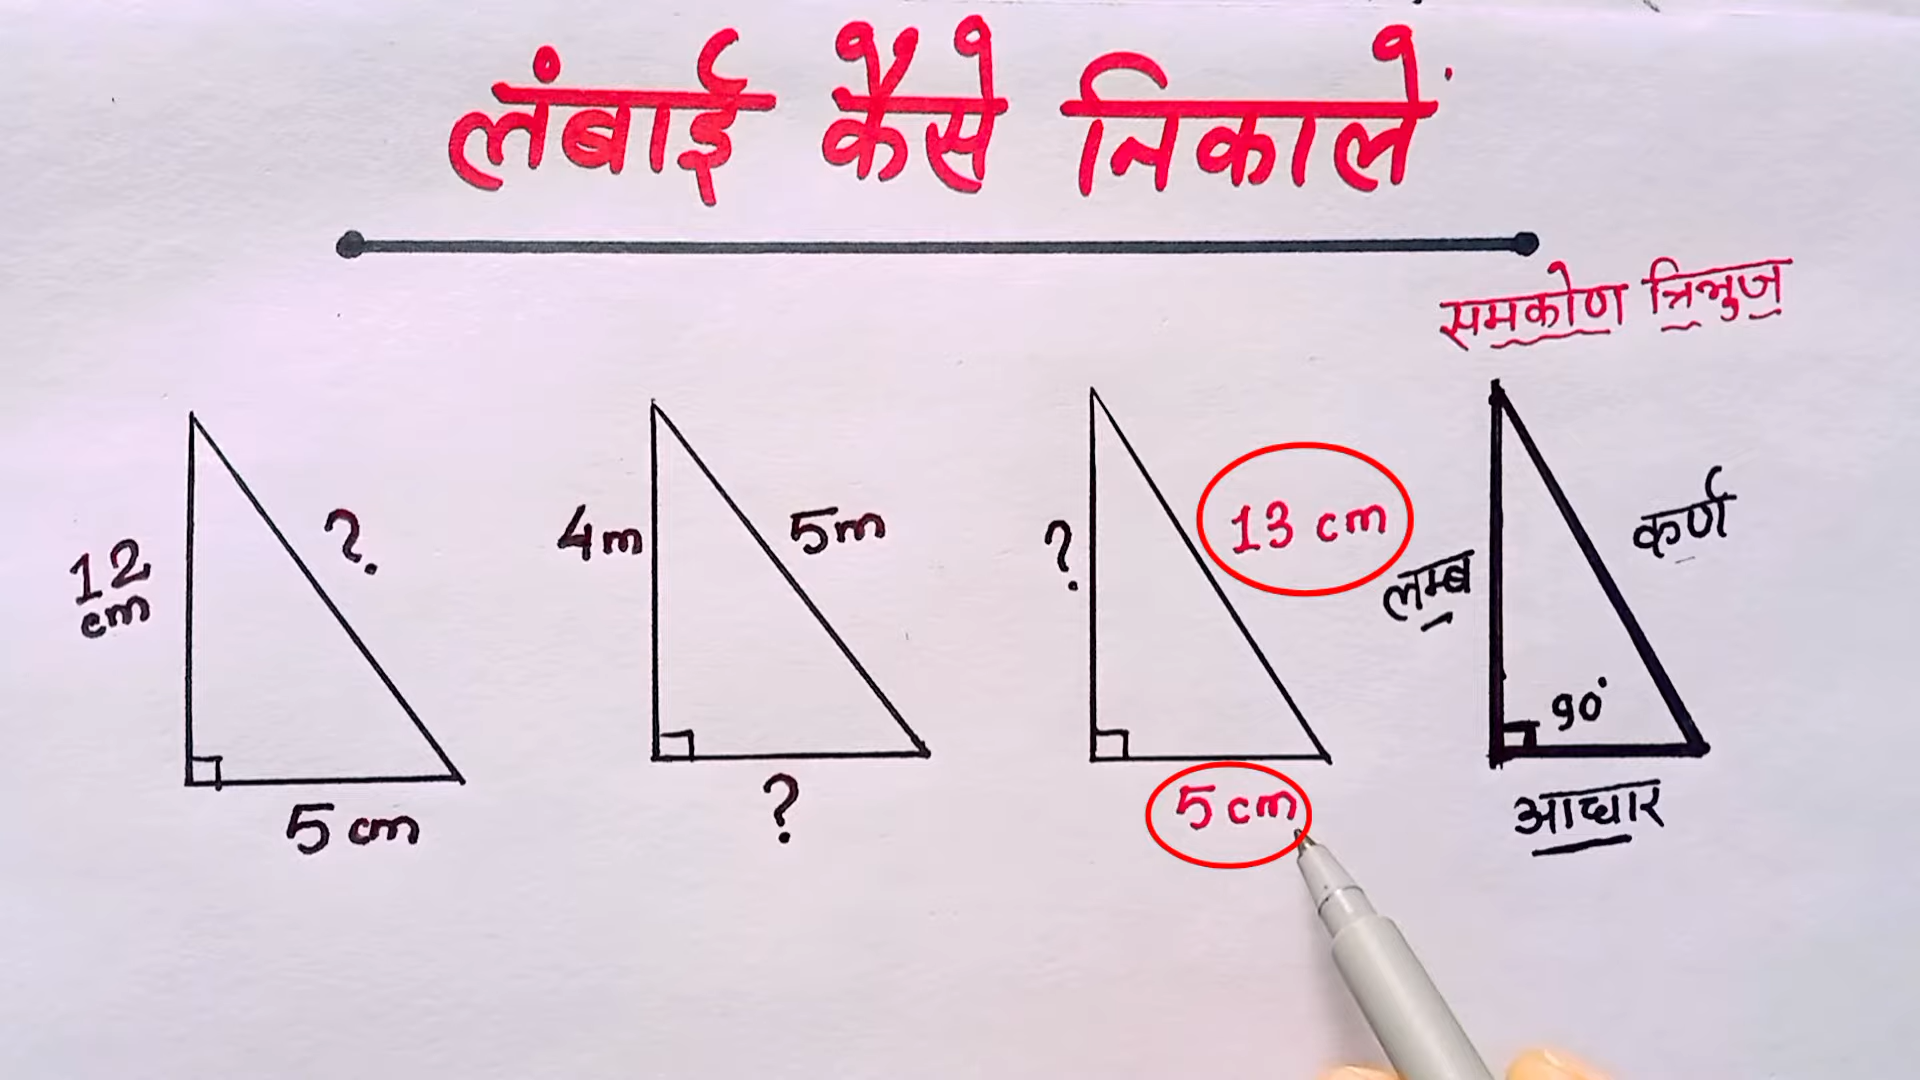 लंबाई कैसे निकालें
समकोण त्रिभुज
12
cm
?
5 cm
4m
5m
?
?
13 cm
5 cm
लम्ब
कर्ण
90°
आधार